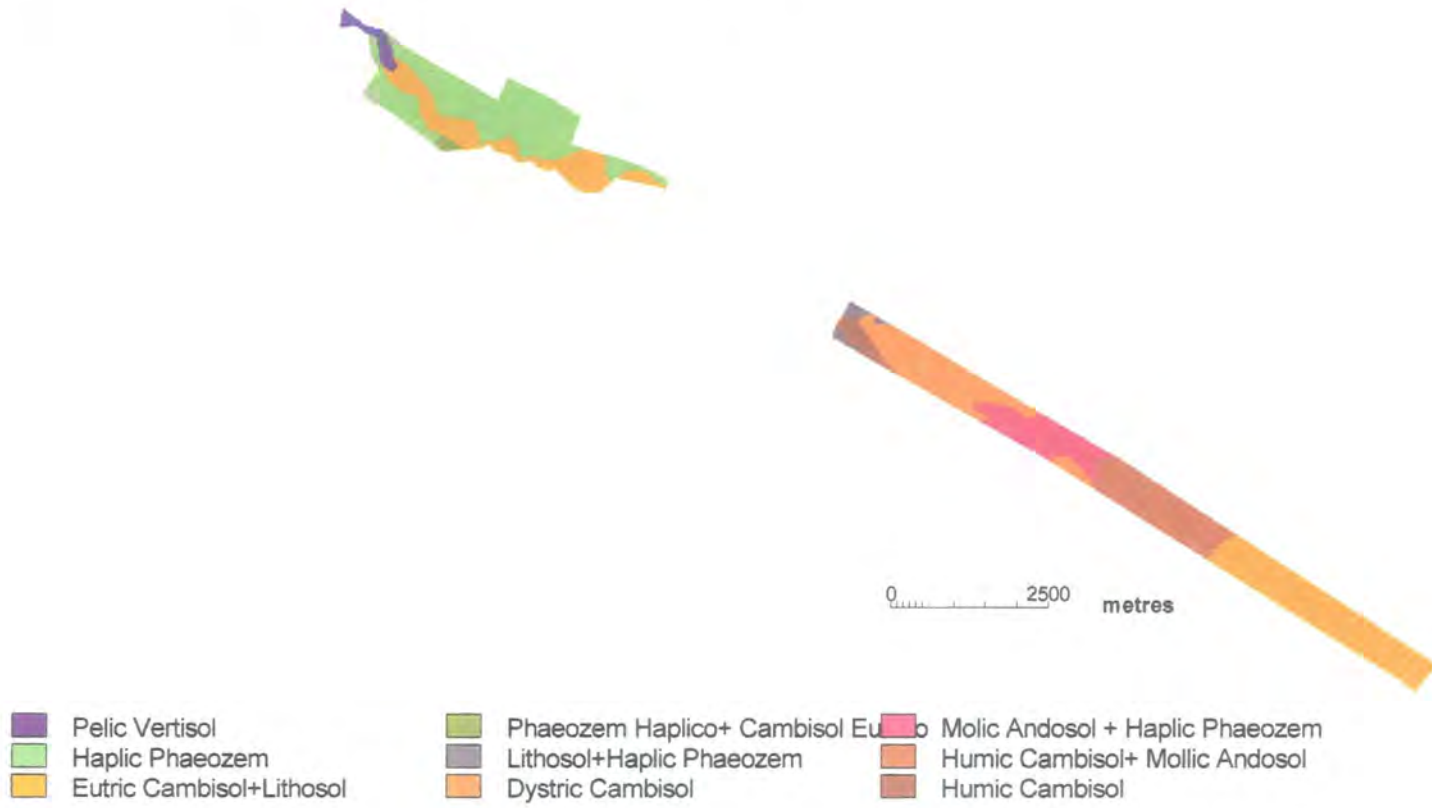 0 2500 metres
Pelic Vertisol
Haplic Phaeozem
Eutric Cambisol+Lithosol
Phaeozem Haplico+ Cambisol Eu o
Lithosol+Haplic Phaeozem
Dystric Cambisol
Molic Andosol + Haplic Phaeozem
Humic Cambisol+ Mollic Andosol
Humic Cambisol